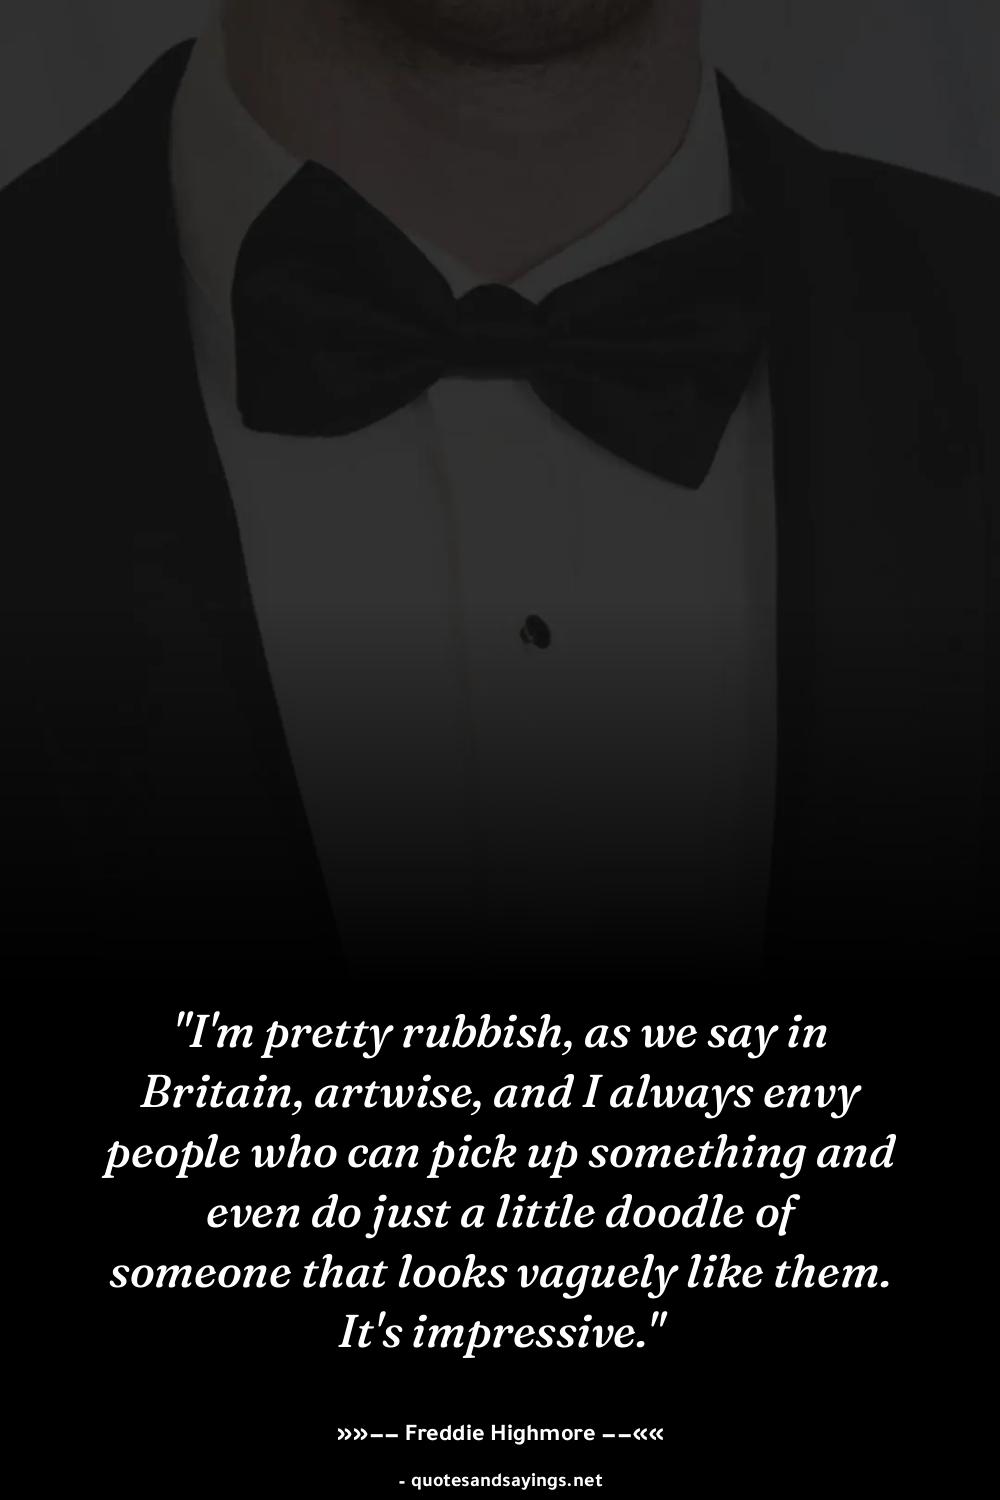 "I'm pretty rubbish, as we say in
Britain, artwise, and I always envy
people who can pick up something and
even do just a little doodle of
someone that looks vaguely like them.
It's impressive."
»»−− Freddie Highmore −−««
- quotesandsayings.net